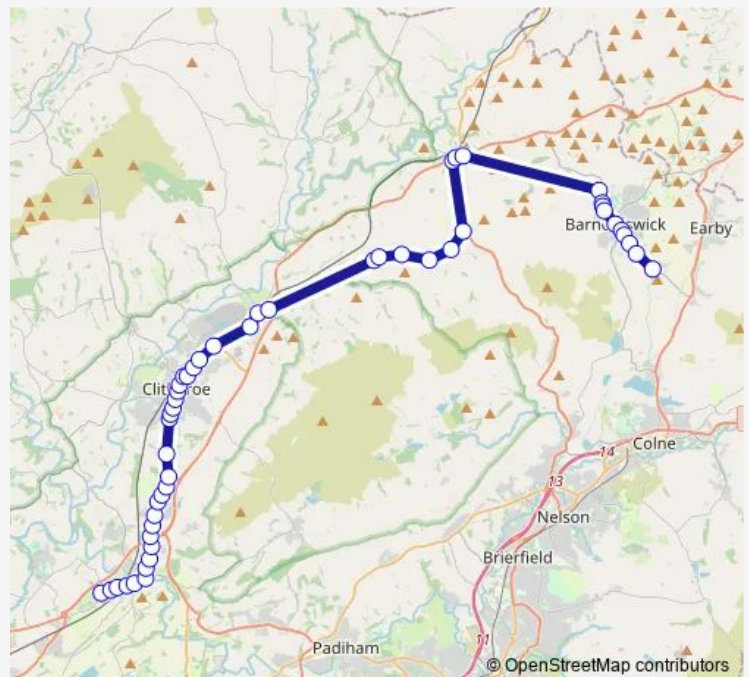 Barnoldswick
Earby
Clitheroe
Colne
14
13
Nelson
Brierfield
11
Padiham
© OpenStreetMap contributors